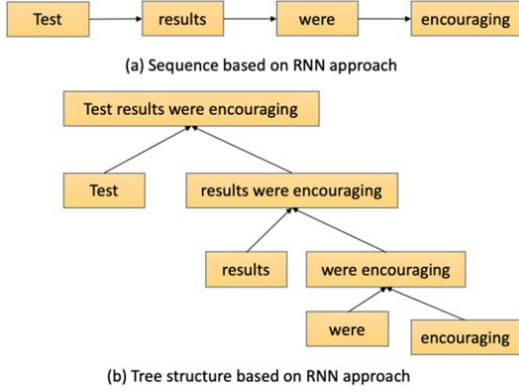 Test results were encouraging
(a) Sequence based on RNN approach
Test results were encouraging
Test results were encouraging
results were encouraging
were encouraging
(b) Tree structure based on RNN approach